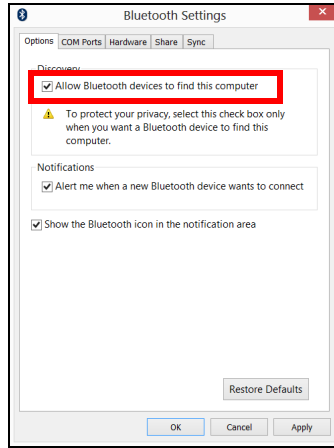 Bluetooth Settings
Options COM Ports Hardware Share Sync
Discovery
Allow Bluetooth devices to find this computer
To protect your privacy, select this check box only
when you want a Bluetooth device to find this
computer.
Notifications
Alert me when a new Bluetooth device wants to connect
Show the Bluetooth icon in the notification area
Restore Defaults
OK Cancel Apply